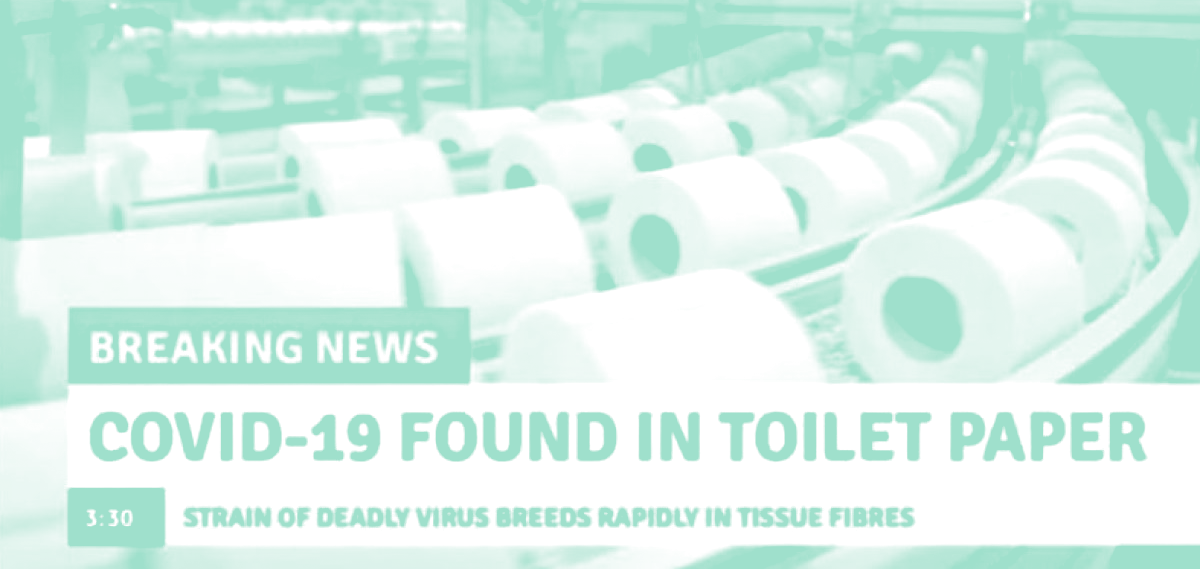 BREAKING NEWS
COVID-19 FOUND IN TOILET PAPER
3:30
STRAIN OF DEADLY VIRUS BREEDS RAPIDLY IN TISSUE FIBRES